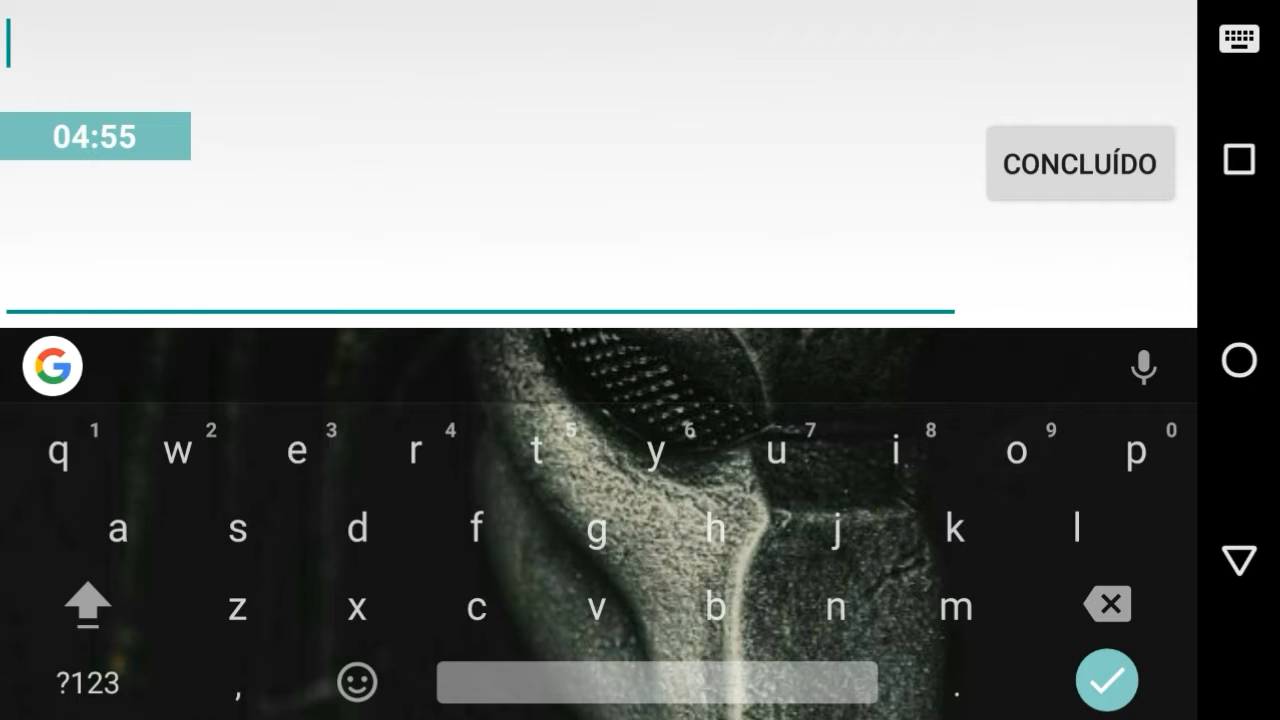 04:55
CONCLUÍDO
q 1 w 2 e 3 r 4 t 5 y 6 u 7 i 8 o 9 p 0
a s d f g h j k l
z x c v b n m
?123 , .